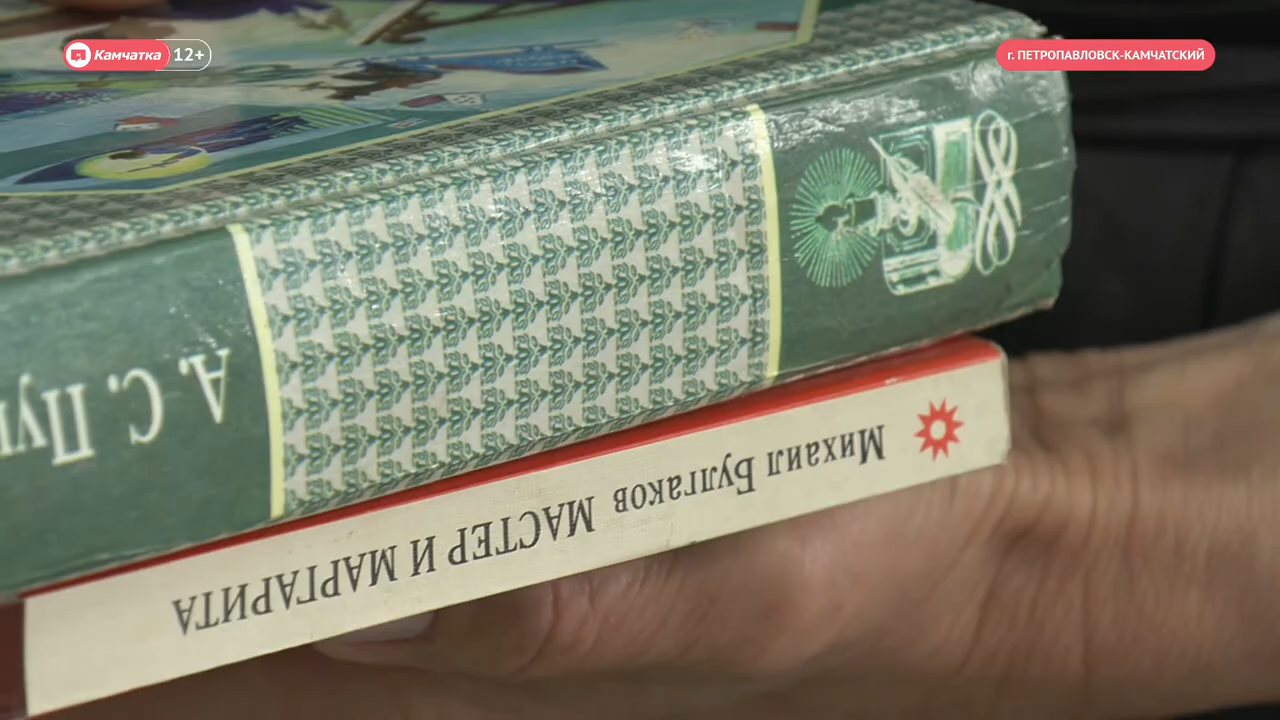 Камчатка 12+
г. ПЕТРОПАВЛОВСК-КАМЧАТСКИЙ
А. С. Пу
Михаил Булгаков МАСТЕР И МАРГАРИТА